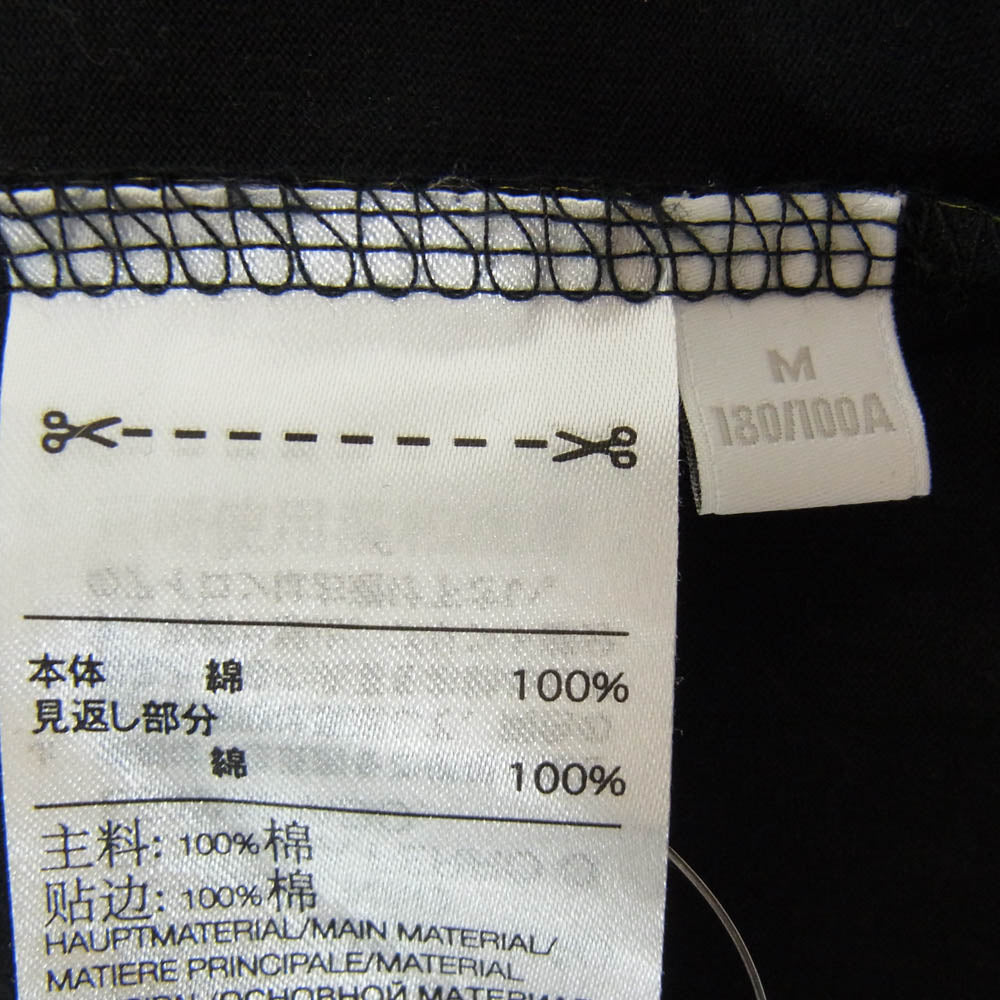 M
180/100A
本体 綿 100%
見返し部分
綿 100%
主料: 100%棉
贴边: 100%棉
HAUPTMATERIAL/MAIN MATERIAL/
MATIERE PRINCIPALE/MATERIAL